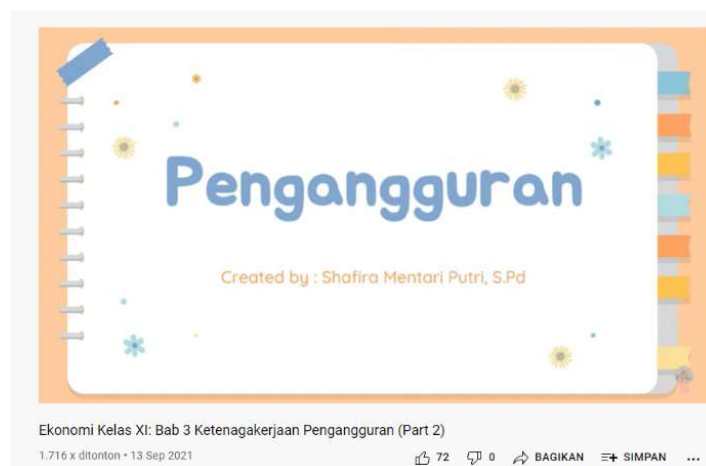 Pengangguran
Created by : Shafira Mentari Putri, S.Pd
Ekonomi Kelas XI: Bab 3 Ketenagakerjaan Pengangguran (Part 2)
1.716 x ditonton • 13 Sep 2021
72 0 BAGIKAN SIMPAN ...